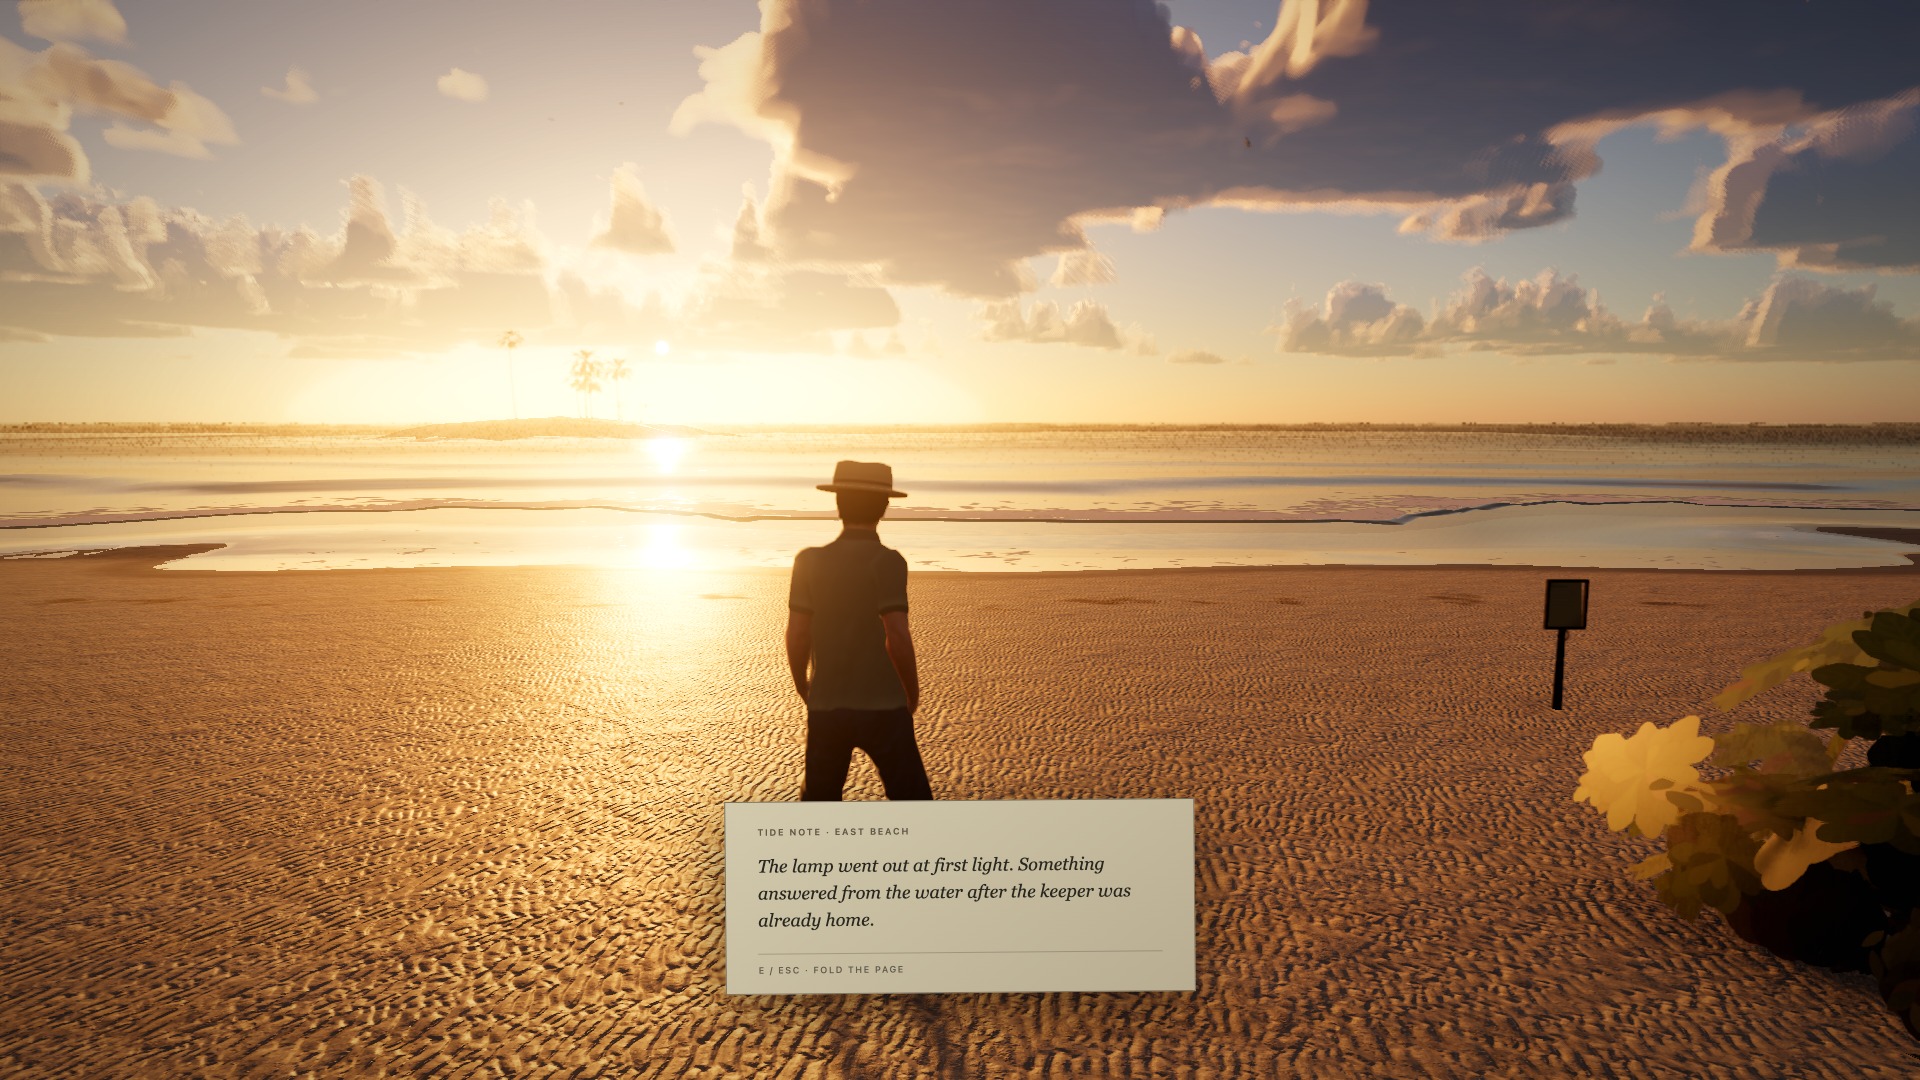 TIDE NOTE · EAST BEACH
The lamp went out at first light. Something
answered from the water after the keeper was
already home.
E / ESC · FOLD THE PAGE